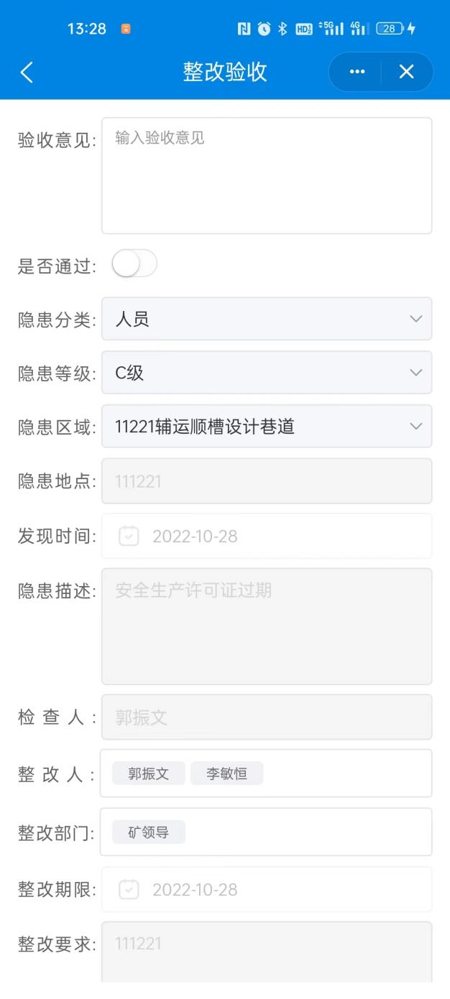 13:28 HD 5G 4G 28
整改验收
验收意见: 输入验收意见
是否通过:
隐患分类: 人员
隐患等级: C级
隐患区域: 11221辅运顺槽设计巷道
隐患地点: 111221
发现时间: 2022-10-28
隐患描述: 安全生产许可证过期
检查人: 郭振文
整改人: 郭振文 李敏恒
整改部门: 矿领导
整改期限: 2022-10-28
整改要求: 111221